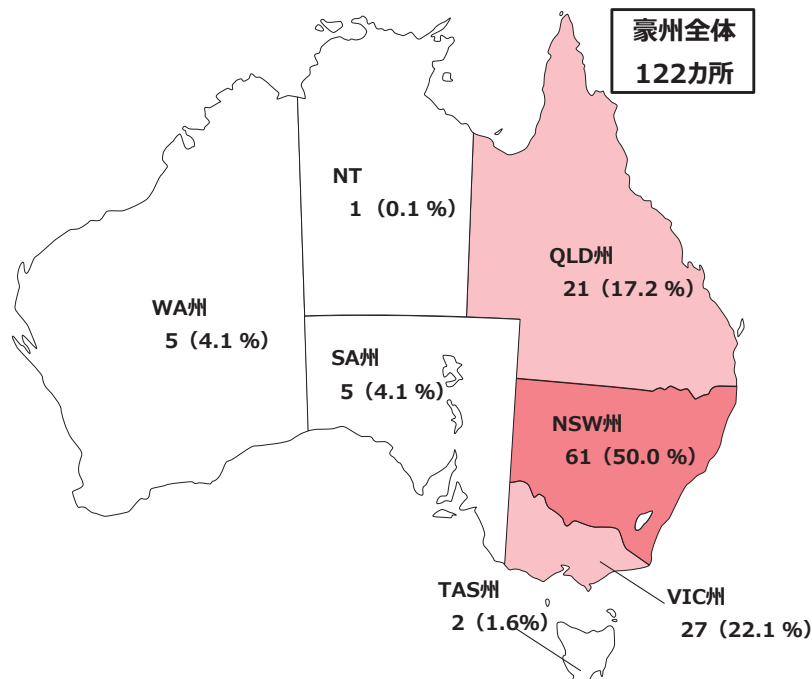 豪州全体
122カ所
NT
1（0.1 %）
QLD州
21（17.2 %）
WA州
5（4.1 %）
SA州
5（4.1 %）
NSW州
61（50.0 %）
TAS州
2（1.6%）
VIC州
27（22.1 %）